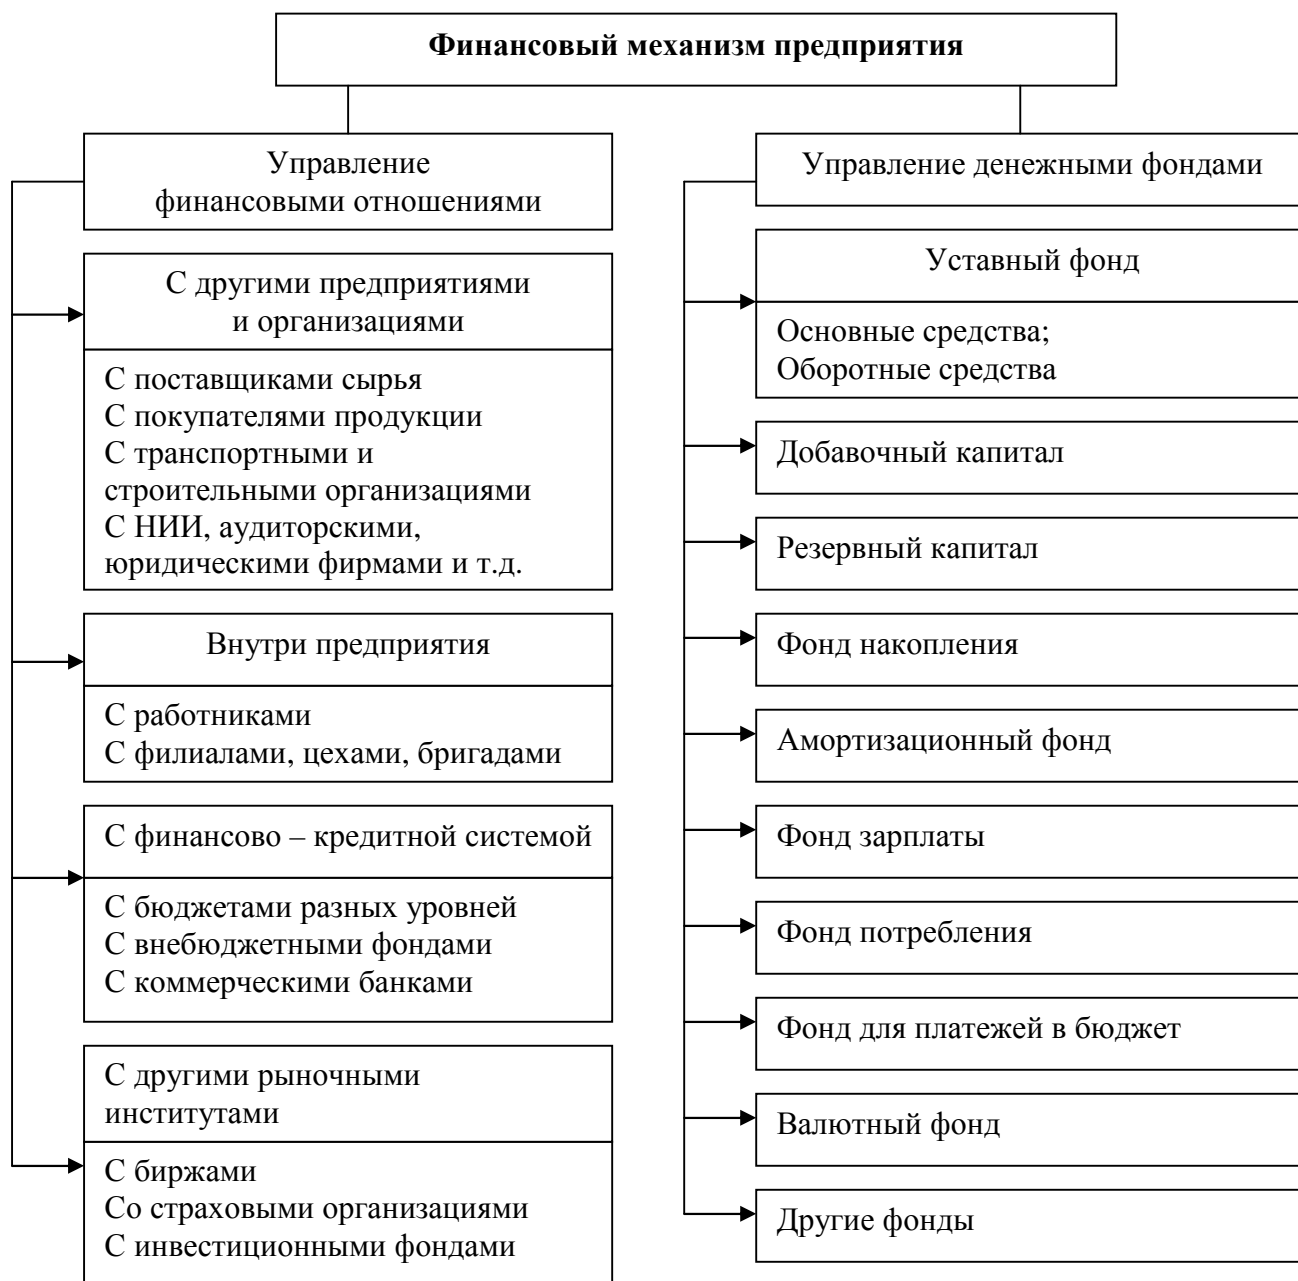 Финансовый механизм предприятия
Управление
финансовыми отношениями
С другими предприятиями
и организациями
С поставщиками сырья
С покупателями продукции
С транспортными и
строительными организациями
С НИИ, аудиторскими,
юридическими фирмами и т.д.
Внутри предприятия
С работниками
С филиалами, цехами, бригадами
С финансово – кредитной системой
С бюджетами разных уровней
С внебюджетными фондами
С коммерческими банками
С другими рыночными
институтами
С биржами
Со страховыми организациями
С инвестиционными фондами
Управление денежными фондами
Уставный фонд
Основные средства;
Оборотные средства
Добавочный капитал
Резервный капитал
Фонд накопления
Амортизационный фонд
Фонд зарплаты
Фонд потребления
Фонд для платежей в бюджет
Валютный фонд
Другие фонды